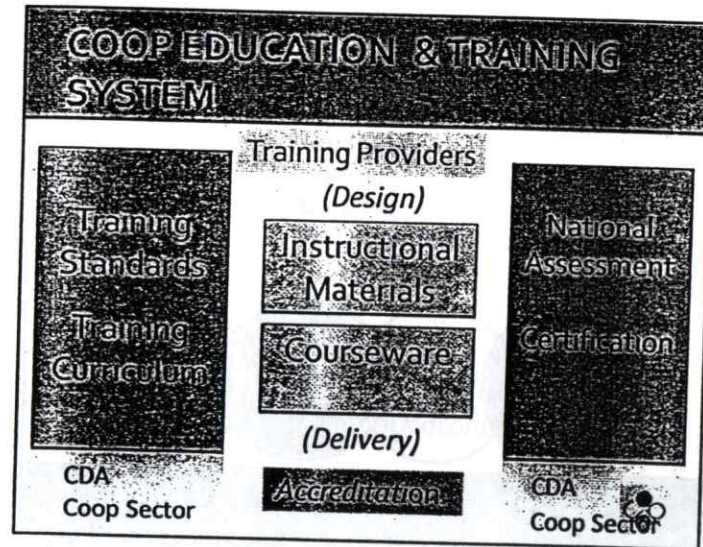 COOP EDUCATION & TRAINING
SYSTEM
Training
Standards
Training
Curriculum
CDA
Coop Sector
Training Providers
(Design)
Instructional
Materials
Courseware
(Delivery)
Accreditation
National
Assessment
Certification
CDA
Coop Sector